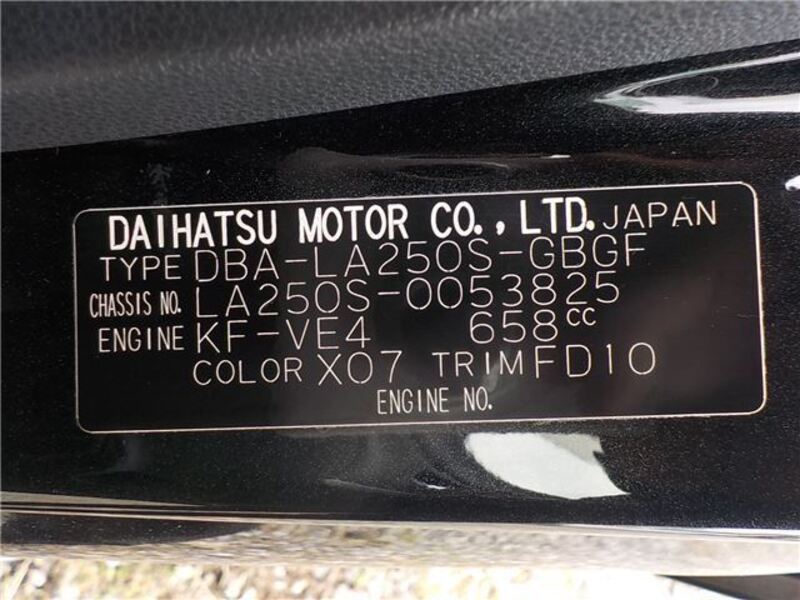 DAIHATSU MOTOR CO., LTD. JAPAN
TYPE DBA-LA250S-GBGF
CHASSIS NO. LA250S-0053825
ENGINE KF-VE4 658cc
COLOR X07 TRIM FD10
ENGINE NO.